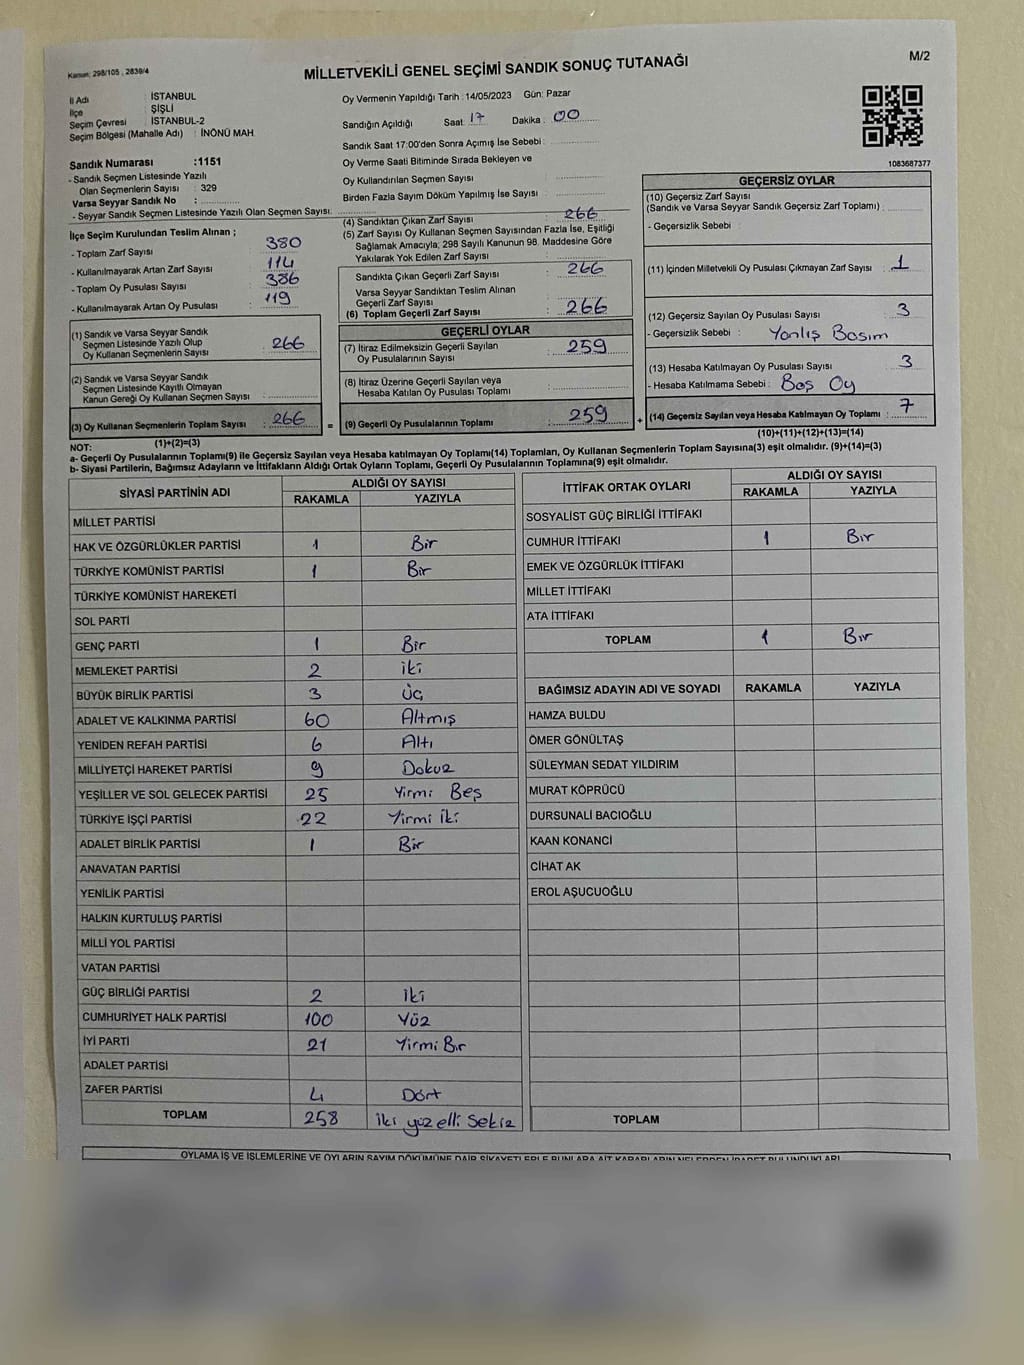 Kanun: 298/105 , 2839/4
MİLLETVEKİLİ GENEL SEÇİMİ SANDIK SONUÇ TUTANAĞI
M/2
İl Adı : İSTANBUL
İlçe : ŞİŞLİ
Seçim Çevresi : İSTANBUL-2
Seçim Bölgesi (Mahalle Adı) : İNÖNÜ MAH
Sandık Numarası :1151
- Sandık Seçmen Listesinde Yazılı
Olan Seçmenlerin Sayısı : 329
Varsa Seyyar Sandık No :
- Seyyar Sandık Seçmen Listesinde Yazılı Olan Seçmen Sayısı:
Oy Vermenin Yapıldığı Tarih :14/05/2023 Gün: Pazar
Sandığın Açıldığı Saat 17 Dakika : 00
Sandık Saat 17:00'den Sonra Açımış İse Sebebi :
Oy Verme Saati Bitiminde Sırada Bekleyen ve
Oy Kullandırılan Seçmen Sayısı :
Birden Fazla Sayım Döküm Yapılmış İse Sayısı :
1083687377
İlçe Seçim Kurulundan Teslim Alınan ;
- Toplam Zarf Sayısı : 380
- Kullanılmayarak Artan Zarf Sayısı : 114
- Toplam Oy Pusulası Sayısı : 386
- Kullanılmayarak Artan Oy Pusulası : 119
(1) Sandık ve Varsa Seyyar Sandık
Seçmen Listesinde Yazılı Olup
Oy Kullanan Seçmenlerin Sayısı : 266
(2) Sandık ve Varsa Seyyar Sandık
Seçmen Listesinde Kayıtlı Olmayan
Kanun Gereği Oy Kullanan Seçmen Sayısı :
(3) Oy Kullanan Seçmenlerin Toplam Sayısı : 266
(1)+(2)=(3)
(4) Sandıktan Çıkan Zarf Sayısı : 266
(5) Zarf Sayısı Oy Kullanan Seçmen Sayısından Fazla İse, Eşitliği
Sağlamak Amacıyla, 298 Sayılı Kanunun 98. Maddesine Göre
Yakılarak Yok Edilen Zarf Sayısı :
Sandıkta Çıkan Geçerli Zarf Sayısı : 266
Varsa Seyyar Sandıktan Teslim Alınan
Geçerli Zarf Sayısı :
(6) Toplam Geçerli Zarf Sayısı : 266
GEÇERLİ OYLAR
(7) İtiraz Edilmeksizin Geçerli Sayılan
Oy Pusulalarının Sayısı : 259
(8) İtiraz Üzerine Geçerli Sayılan veya
Hesaba Katılan Oy Pusulası Toplamı :
= (9) Geçerli Oy Pusulalarının Toplamı : 259 +
GEÇERSİZ OYLAR
(10) Geçersiz Zarf Sayısı
(Sandık ve Varsa Seyyar Sandık Geçersiz Zarf Toplamı) :
- Geçersizlik Sebebi :
(11) İçinden Milletvekili Oy Pusulası Çıkmayan Zarf Sayısı : 1
(12) Geçersiz Sayılan Oy Pusulası Sayısı : 3
- Geçersizlik Sebebi : Yanlış Basım
(13) Hesaba Katılmayan Oy Pusulası Sayısı : 3
- Hesaba Katılmama Sebebi : Boş Oy
(14) Geçersiz Sayılan veya Hesaba Katılmayan Oy Toplamı : 7
(10)+(11)+(12)+(13)=(14)
NOT:
a- Geçerli Oy Pusulalarının Toplamı(9) ile Geçersiz Sayılan veya Hesaba katılmayan Oy Toplamı(14) Toplamları, Oy Kullanan Seçmenlerin Toplam Sayısına(3) eşit olmalıdır. (9)+(14)=(3)
b- Siyasi Partilerin, Bağımsız Adayların ve İttifakların Aldığı Ortak Oyların Toplamı, Geçerli Oy Pusulalarının Toplamına(9) eşit olmalıdır.
SİYASİ PARTİNİN ADI ALDIĞI OY SAYISI
RAKAMLA YAZIYLA
MİLLET PARTİSİ
HAK VE ÖZGÜRLÜKLER PARTİSİ 1 Bir
TÜRKİYE KOMÜNİST PARTİSİ 1 Bir
TÜRKİYE KOMÜNİST HAREKETİ
SOL PARTİ
GENÇ PARTİ 1 Bir
MEMLEKET PARTİSİ 2 iki
BÜYÜK BİRLİK PARTİSİ 3 Üç
ADALET VE KALKINMA PARTİSİ 60 Altmış
YENİDEN REFAH PARTİSİ 6 Altı
MİLLİYETÇİ HAREKET PARTİSİ 9 Dokuz
YEŞİLLER VE SOL GELECEK PARTİSİ 25 Yirmi Beş
TÜRKİYE İŞÇİ PARTİSİ 22 Yirmi iki
ADALET BİRLİK PARTİSİ 1 Bir
ANAVATAN PARTİSİ
YENİLİK PARTİSİ
HALKIN KURTULUŞ PARTİSİ
MİLLİ YOL PARTİSİ
VATAN PARTİSİ
GÜÇ BİRLİĞİ PARTİSİ 2 iki
CUMHURİYET HALK PARTİSİ 100 Yüz
İYİ PARTİ 21 Yirmi Bir
ADALET PARTİSİ
ZAFER PARTİSİ 4 Dört
TOPLAM 258 iki yüz elli sekiz
İTTİFAK ORTAK OYLARI ALDIĞI OY SAYISI
RAKAMLA YAZIYLA
SOSYALİST GÜÇ BİRLİĞİ İTTİFAKI
CUMHUR İTTİFAKI 1 Bir
EMEK VE ÖZGÜRLÜK İTTİFAKI
MİLLET İTTİFAKI
ATA İTTİFAKI
TOPLAM 1 Bir
BAĞIMSIZ ADAYIN ADI VE SOYADI RAKAMLA YAZIYLA
HAMZA BULDU
ÖMER GÖNÜLTAŞ
SÜLEYMAN SEDAT YILDIRIM
MURAT KÖPRÜCÜ
DURSUNALİ BACIOĞLU
KAAN KONANCİ
CİHAT AK
EROL AŞUCUOĞLU
TOPLAM
OYLAMA İŞ VE İŞLEMLERİNE VE OYLARIN SAYIM DÖKÜMÜNE DAİR ŞİKAYETLERLE BUNLARA AİT KARARLARIN NELERDEN İBARET BULUNDUKLARI